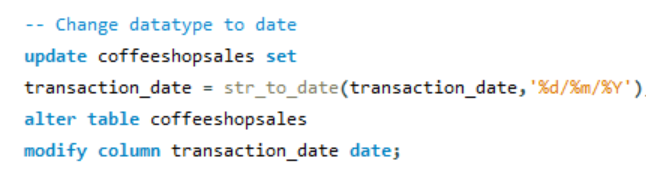 -- Change datatype to date
update coffeeshopsales set
transaction_date = str_to_date(transaction_date,'%d/%m/%Y')
alter table coffeeshopsales
modify column transaction_date date;